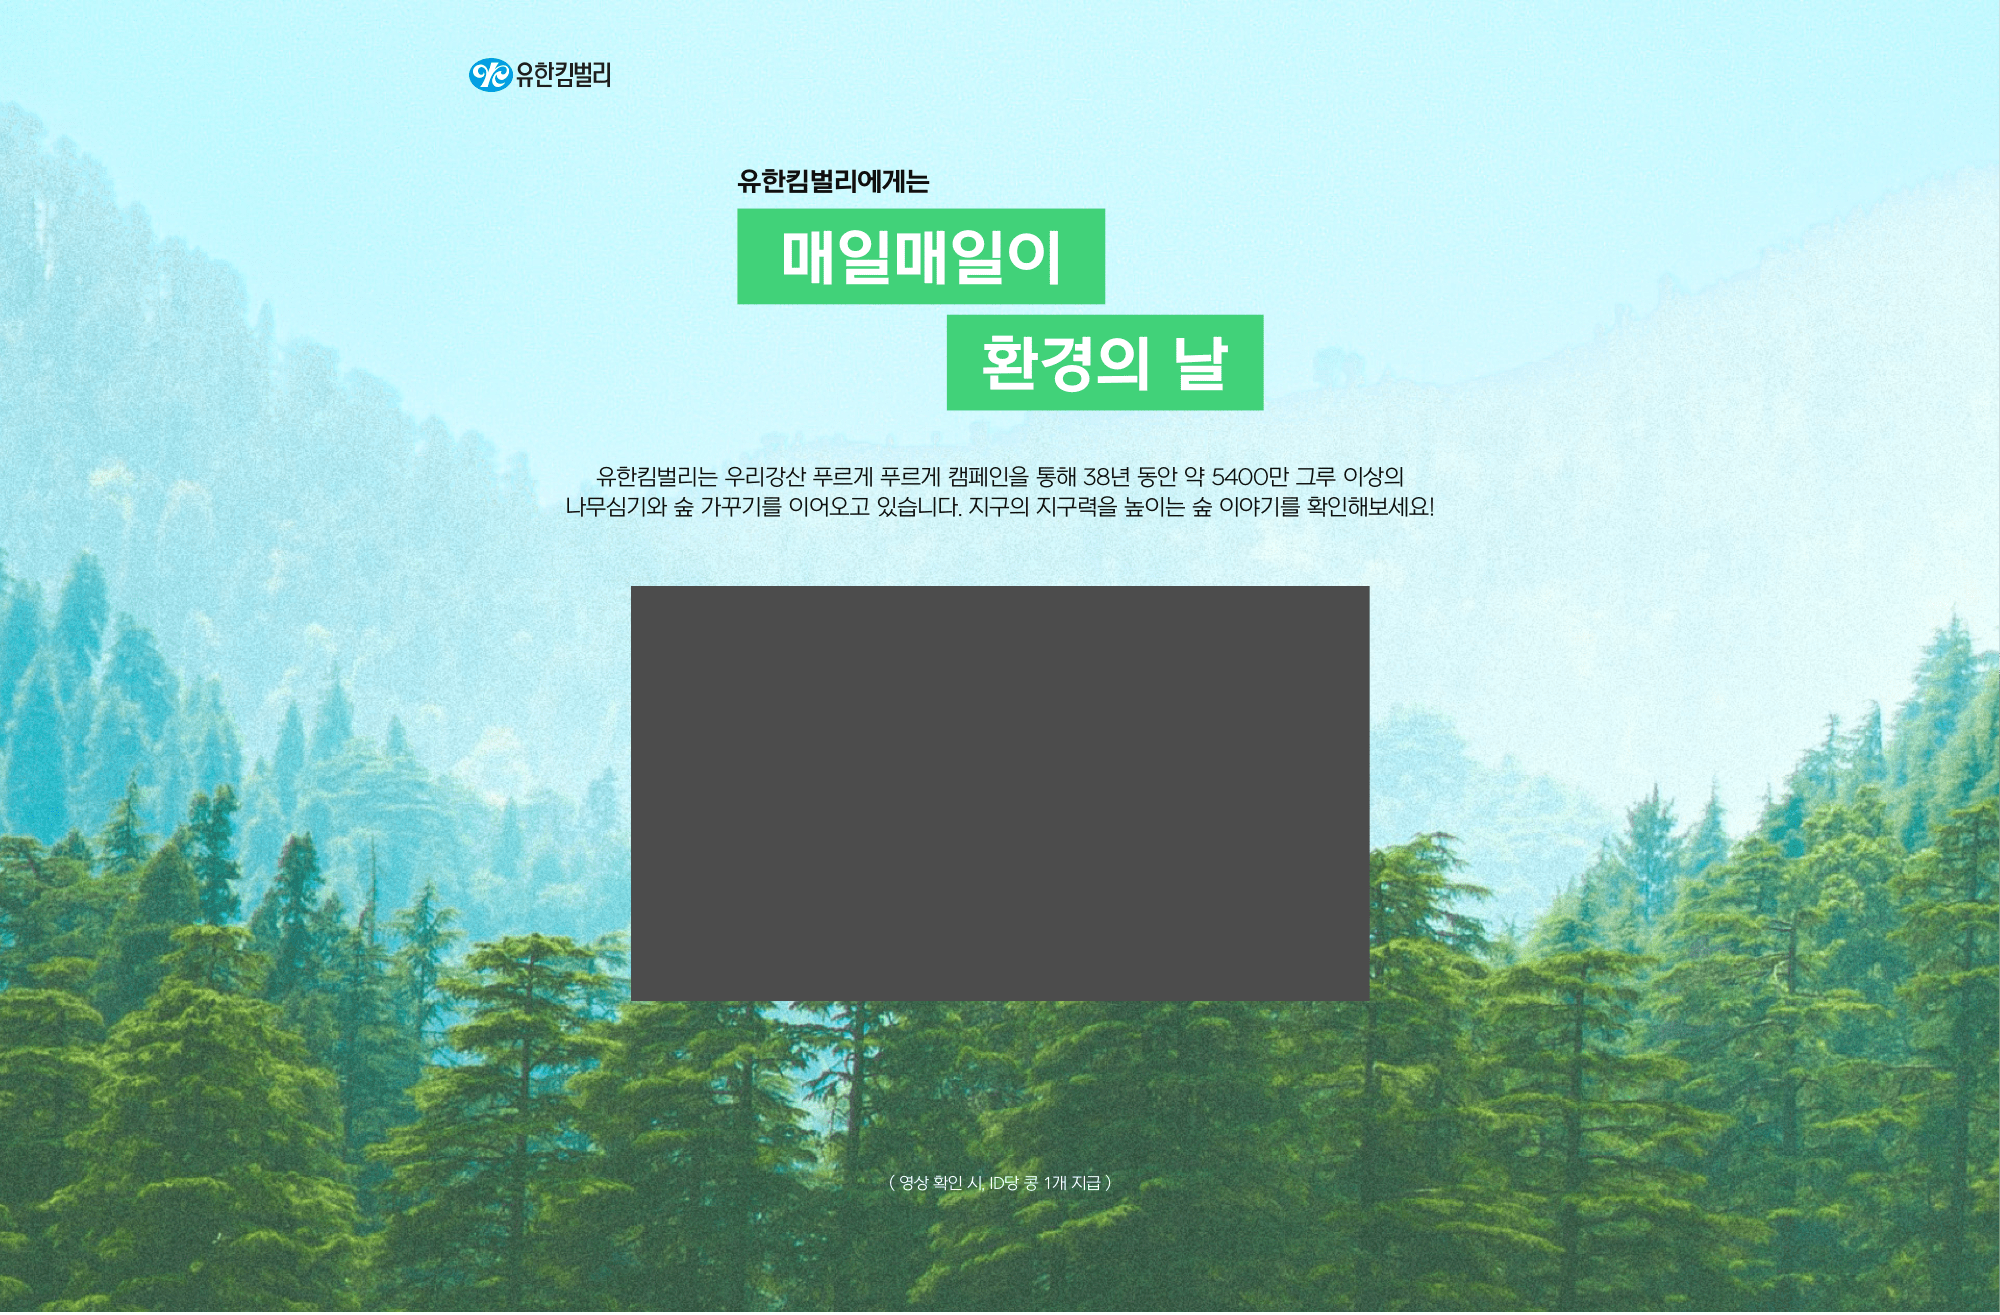 유한킴벌리
유한킴벌리에게는
매일매일이
환경의 날
유한킴벌리는 우리강산 푸르게 푸르게 캠페인을 통해 38년 동안 약 5400만 그루 이상의
나무심기와 숲 가꾸기를 이어오고 있습니다. 지구의 지구력을 높이는 숲 이야기를 확인해보세요!
( 영상 확인 시, ID당 콩 1개 지급 )